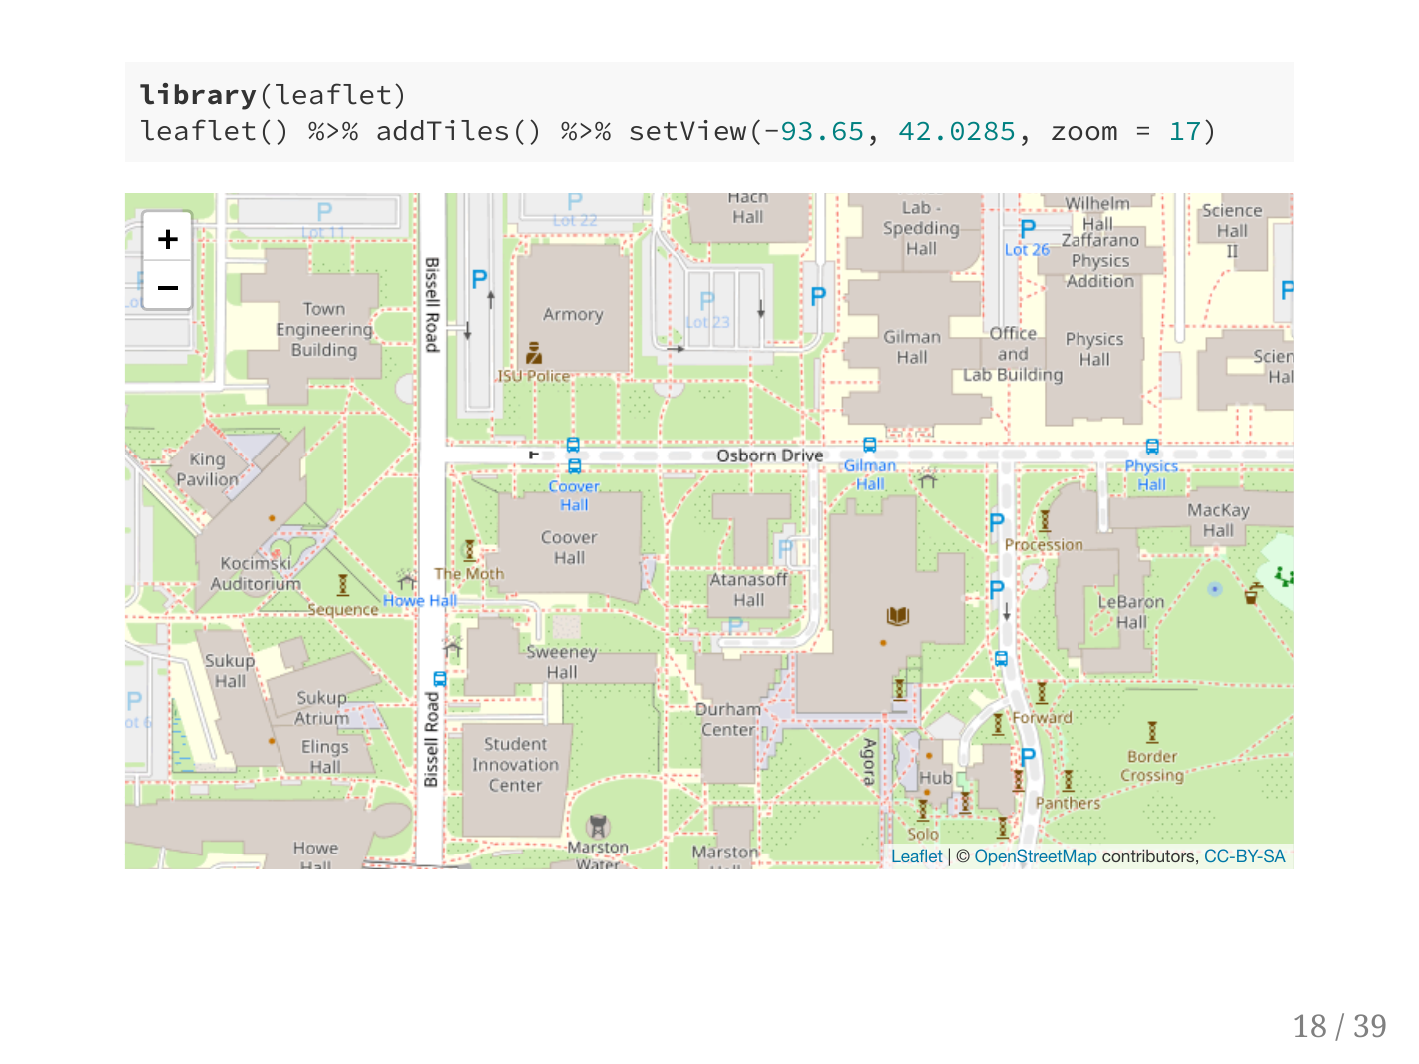 library(leaflet)
leaflet() %>% addTiles() %>% setView(-93.65, 42.0285, zoom = 17)
+
−
P
Lot 11
P
Lot 22
Hach
Hall
Lab -
Spedding
Hall
P
Lot 26
Wilhelm
Hall
Zaffarano
Physics
Addition
Science
Hall
II
P
Bissell Road
P
Armory
ISU Police
P
Lot 23
P
Town
Engineering
Building
Gilman
Hall
Office
and
Lab Building
Physics
Hall
Scien
Hal
Osborn Drive
Coover
Hall
Gilman
Hall
Physics
Hall
King
Pavilion
Kocimski
Auditorium
Sequence
Howe Hall
The Moth
Coover
Hall
P
Atanasoff
Hall
P
P
Procession
P
MacKay
Hall
LeBaron
Hall
Sukup
Hall
Sukup
Atrium
Elings
Hall
P
ot 6
Sweeney
Hall
Bissell Road
Student
Innovation
Center
Durham
Center
Agora
Hub
Forward
P
Border
Crossing
Panthers
Solo
Howe
Hall
Marston
Water
Marston
Hall
Leaflet | © OpenStreetMap contributors, CC-BY-SA
18 / 39